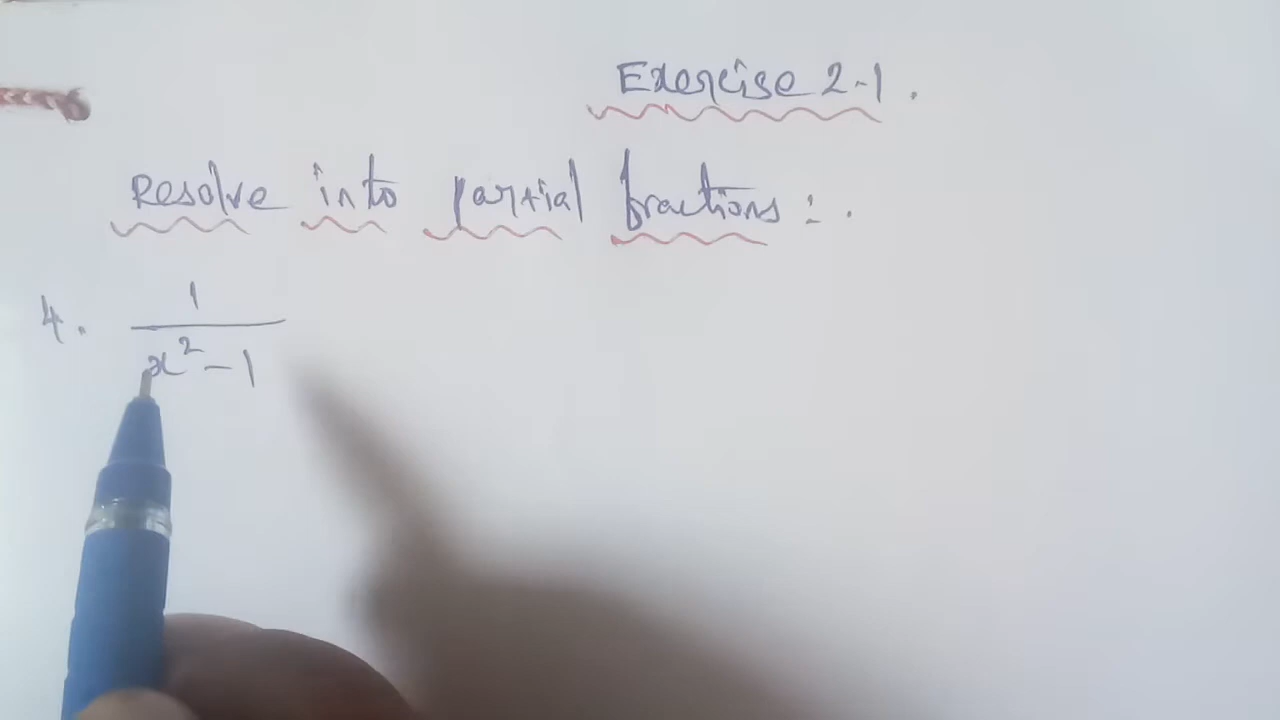 Exercise 2.1.
Resolve into partial fractions :.
4. 1
x² - 1